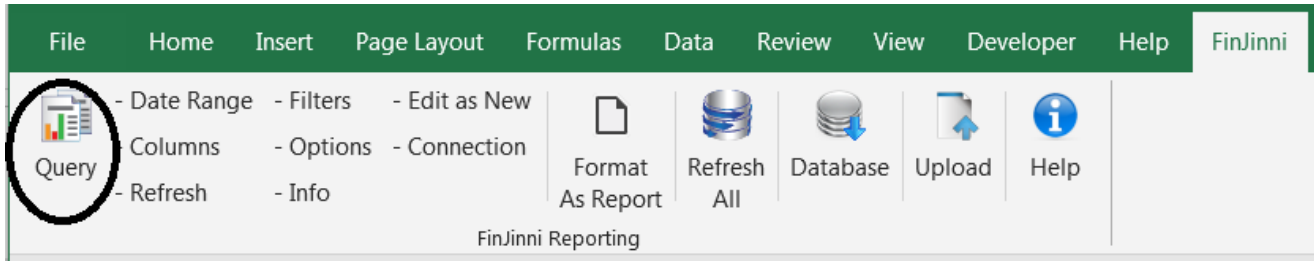 File Home Insert Page Layout Formulas Data Review View Developer Help FinJinni
- Date Range - Filters - Edit as New
- Columns - Options - Connection
- Refresh - Info
Query
Format
As Report
Refresh
All
Database
Upload
Help
FinJinni Reporting